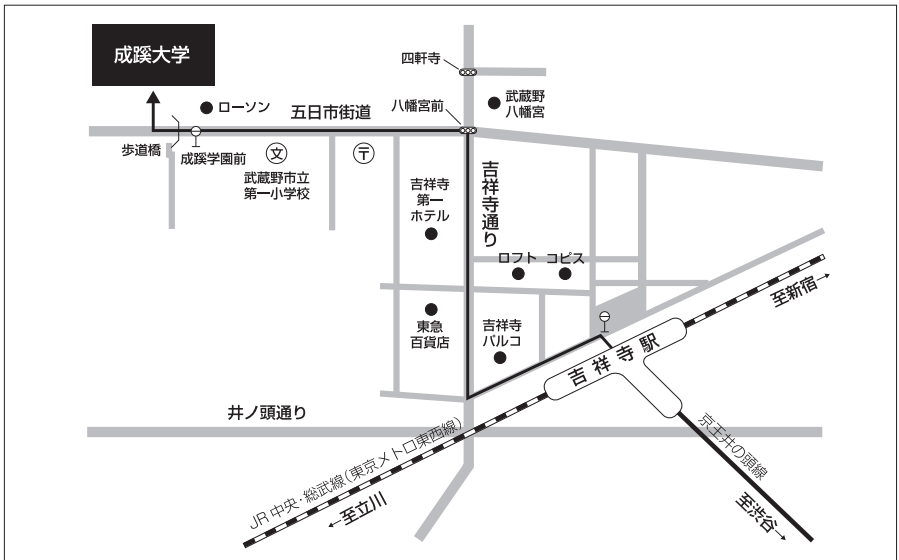 成蹊大学
四軒寺
ローソン
五日市街道
八幡宮前
武蔵野
八幡宮
歩道橋
成蹊学園前
文
〒
武蔵野市立
第一小学校
吉祥寺
第一
ホテル
吉祥寺通り
ロフト
コピス
至新宿→
東急
百貨店
吉祥寺
パルコ
吉祥寺駅
井ノ頭通り
JR中央・総武線(東京メトロ東西線)
←至立川
京王井の頭線
至渋谷→